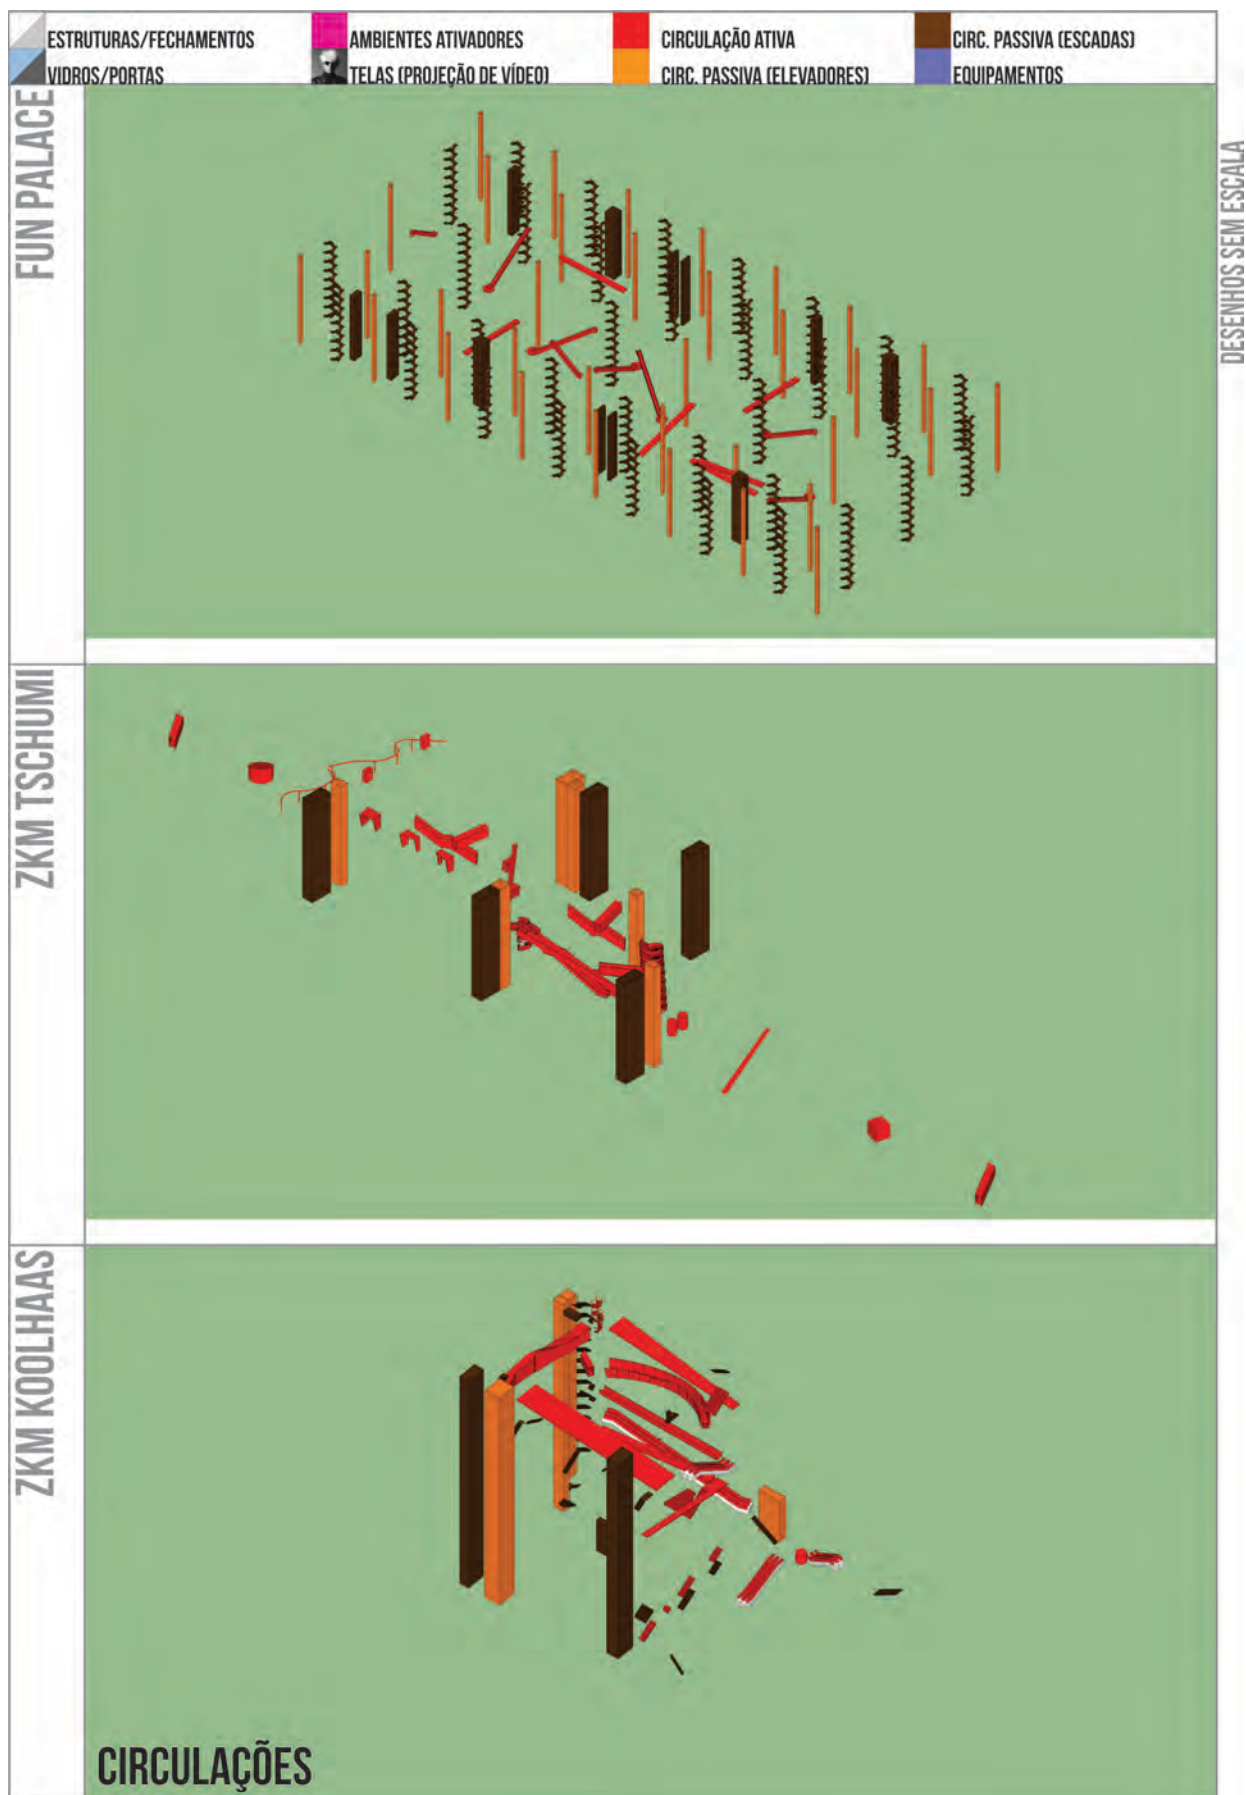 ESTRUTURAS/FECHAMENTOS
VIDROS/PORTAS
AMBIENTES ATIVADORES
TELAS (PROJEÇÃO DE VÍDEO)
CIRCULAÇÃO ATIVA
CIRC. PASSIVA (ELEVADORES)
CIRC. PASSIVA (ESCADAS)
EQUIPAMENTOS
FUN PALACE
DESENHOS SEM ESCALA
ZKM TSCHUMI
ZKM KOOLHAAS
CIRCULAÇÕES